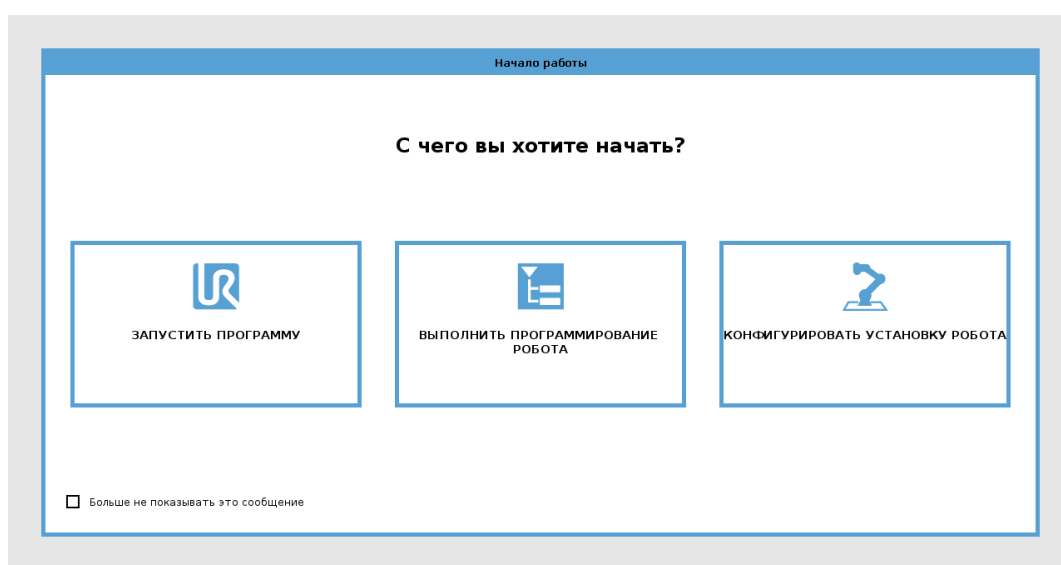 Начало работы
С чего вы хотите начать?
ЗАПУСТИТЬ ПРОГРАММУ
ВЫПОЛНИТЬ ПРОГРАММИРОВАНИЕ
РОБОТА
КОНФИГУРИРОВАТЬ УСТАНОВКУ РОБОТА
Больше не показывать это сообщение